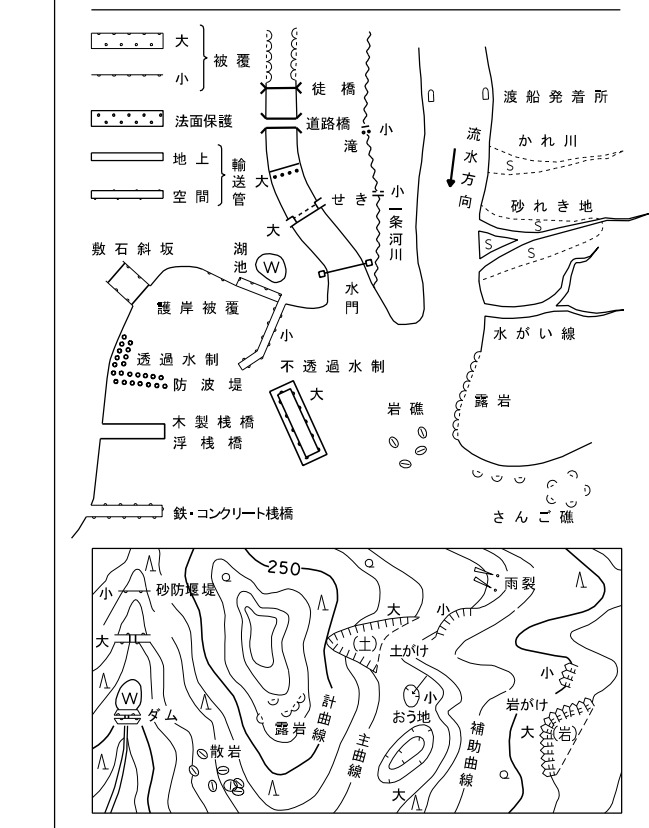 大
被覆
小
法面保護
地上
輸送管
空間
徒橋
道路橋
小
滝
大
せき
小
大
一条河川
水門
渡船発着所
流水方向
かれ川
S
砂れき地
S
S
S
水がい線
敷石斜坂
湖池
W
護岸被覆
小
透過水制
防波堤
不透過水制
大
木製桟橋
浮桟橋
岩礁
露岩
鉄・コンクリート桟橋
さんご礁
250
小
砂防堰堤
大
W
ダム
散岩
露岩
計曲線
主曲線
大
小
(土)
土がけ
雨裂
小
おう地
大
補助曲線
小
岩がけ
大
(岩)